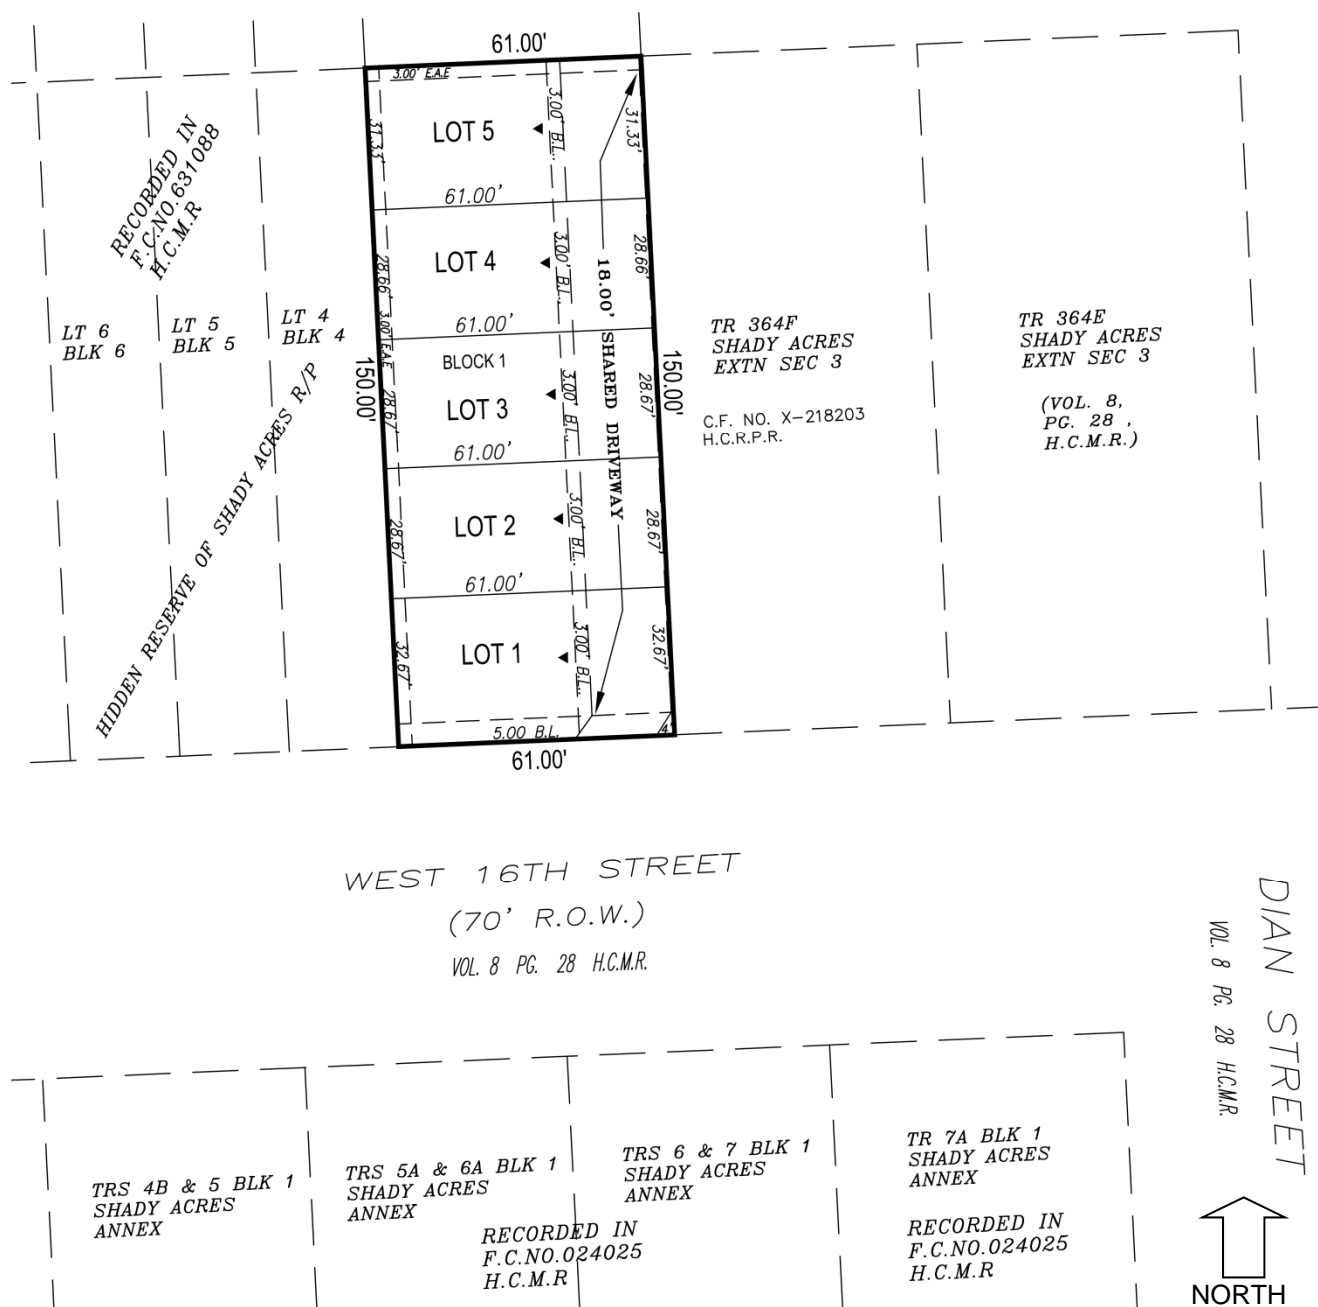 61.00'
3.00' E.A.E
31.33'
LOT 5
3.00' B.L.
31.33'
61.00'
RECORDED IN
F.C.NO.631088
H.C.M.R
28.66'
LOT 4
3.00' B.L.
28.66'
61.00'
LT 6
BLK 6
LT 5
BLK 5
LT 4
BLK 4
3.00' E.A.E
BLOCK 1
150.00'
28.67'
LOT 3
3.00' B.L.
28.67'
150.00'
61.00'
18.00' SHARED DRIVEWAY
TR 364F
SHADY ACRES
EXTN SEC 3
C.F. NO. X-218203
H.C.R.P.R.
TR 364E
SHADY ACRES
EXTN SEC 3
(VOL. 8,
PG. 28 ,
H.C.M.R.)
HIDDEN RESERVE OF SHADY ACRES R/P
28.67'
LOT 2
3.00' B.L.
28.67'
61.00'
32.67'
LOT 1
3.00' B.L.
32.67'
5.00 B.L.
4'
61.00'
WEST 16TH STREET
(70' R.O.W.)
VOL. 8 PG. 28 H.C.M.R.
DIAN STREET
VOL. 8 PG. 28 H.C.M.R.
TRS 4B & 5 BLK 1
SHADY ACRES
ANNEX
TRS 5A & 6A BLK 1
SHADY ACRES
ANNEX
RECORDED IN
F.C.NO.024025
H.C.M.R
TRS 6 & 7 BLK 1
SHADY ACRES
ANNEX
TR 7A BLK 1
SHADY ACRES
ANNEX
RECORDED IN
F.C.NO.024025
H.C.M.R
NORTH